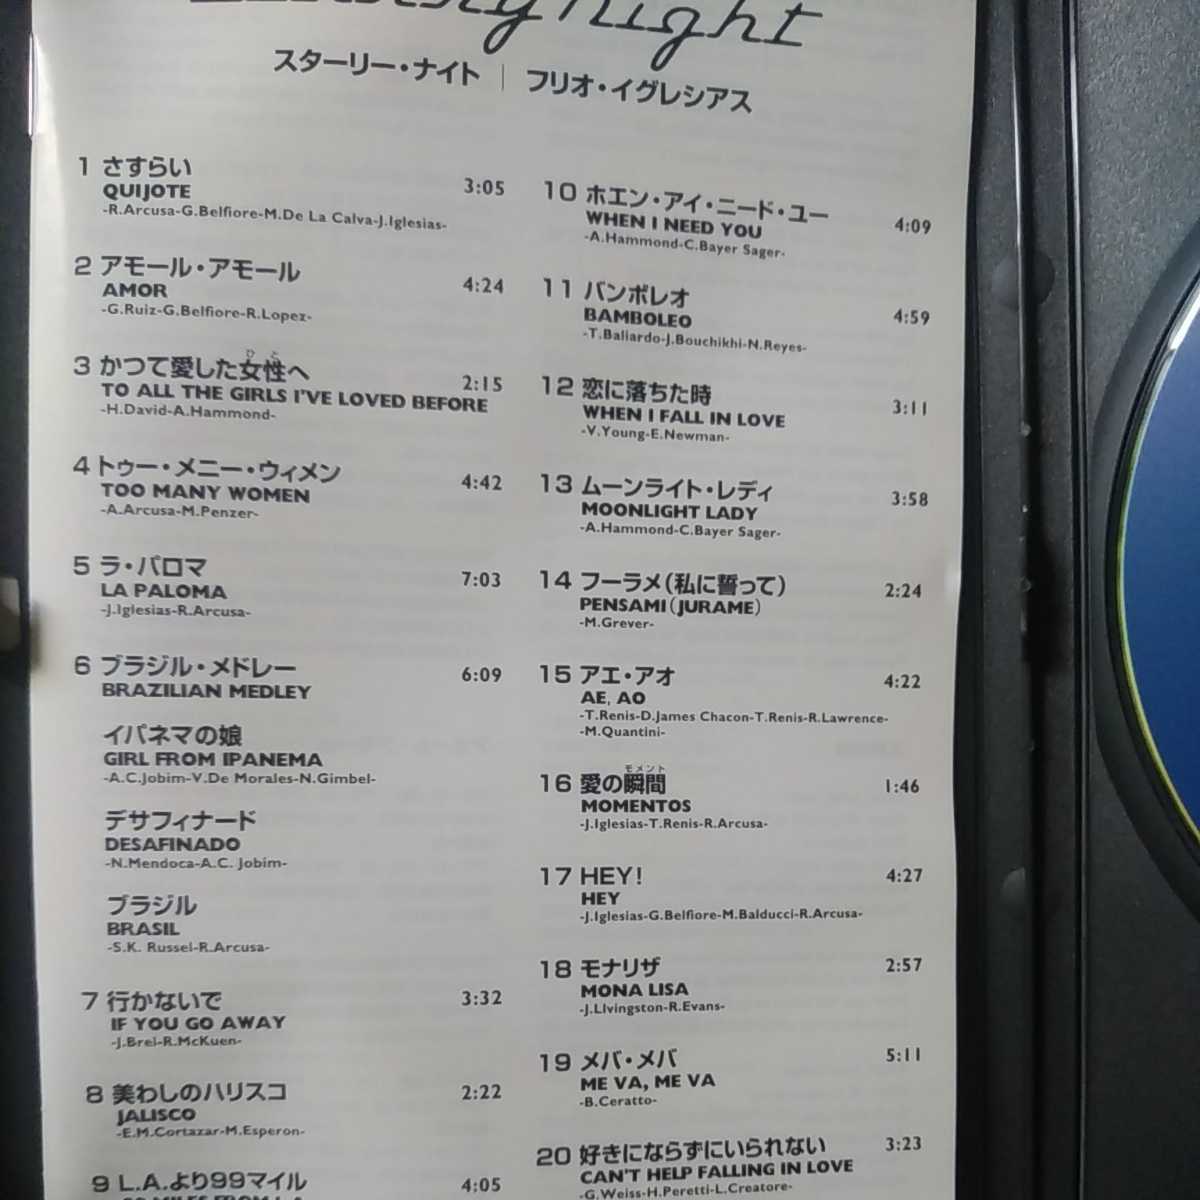 night
スターリー・ナイト | フリオ・イグレシアス
1 さすらい 3:05
QUIJOTE
-R.Arcusa-G.Belfiore-M.De La Calva-J.Iglesias-
2 アモール・アモール 4:24
AMOR
-G.Ruiz-G.Belfiore-R.Lopez-
ひと
3 かつて愛した女性へ 2:15
TO ALL THE GIRLS I'VE LOVED BEFORE
-H.David-A.Hammond-
4 トゥー・メニー・ウィメン 4:42
TOO MANY WOMEN
-A.Arcusa-M.Penzer-
5 ラ・パロマ 7:03
LA PALOMA
-J.Iglesias-R.Arcusa-
6 ブラジル・メドレー 6:09
BRAZILIAN MEDLEY
イパネマの娘
GIRL FROM IPANEMA
-A.C.Jobim-V.De Morales-N.Gimbel-
デサフィナード
DESAFINADO
-N.Mendoca-A.C. Jobim-
ブラジル
BRASIL
-S.K. Russel-R.Arcusa-
7 行かないで 3:32
IF YOU GO AWAY
-J.Brel-R.McKuen-
8 美わしのハリスコ 2:22
JALISCO
-E.M.Cortazar-M.Esperon-
9 L.A.より99マイル 4:05
99 MILES FROM L.A.
10 ホエン・アイ・ニード・ユー 4:09
WHEN I NEED YOU
-A.Hammond-C.Bayer Sager-
11 バンボレオ 4:59
BAMBOLEO
-T.Baliardo-J.Bouchikhi-N.Reyes-
12 恋に落ちた時 3:11
WHEN I FALL IN LOVE
-V.Young-E.Newman-
13 ムーンライト・レディ 3:58
MOONLIGHT LADY
-A.Hammond-C.Bayer Sager-
14 フーラメ(私に誓って) 2:24
PENSAMI(JURAME)
-M.Grever-
15 アエ・アオ 4:22
AE, AO
-T.Renis-D.James Chacon-T.Renis-R.Lawrence-
-M.Quantini-
モメント
16 愛の瞬間 1:46
MOMENTOS
-J.Iglesias-T.Renis-R.Arcusa-
17 HEY! 4:27
HEY
-J.Iglesias-G.Belfiore-M.Balducci-R.Arcusa-
18 モナリザ 2:57
MONA LISA
-J.LIvingston-R.Evans-
19 メバ・メバ 5:11
ME VA, ME VA
-B.Ceratto-
20 好きにならずにいられない 3:23
CAN'T HELP FALLING IN LOVE
-G.Weiss-H.Peretti-L.Creatore-